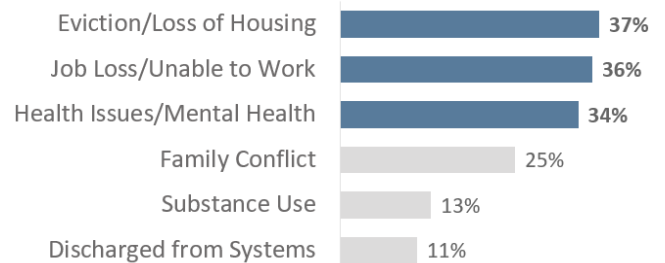 Eviction/Loss of Housing 37%
Job Loss/Unable to Work 36%
Health Issues/Mental Health 34%
Family Conflict 25%
Substance Use 13%
Discharged from Systems 11%